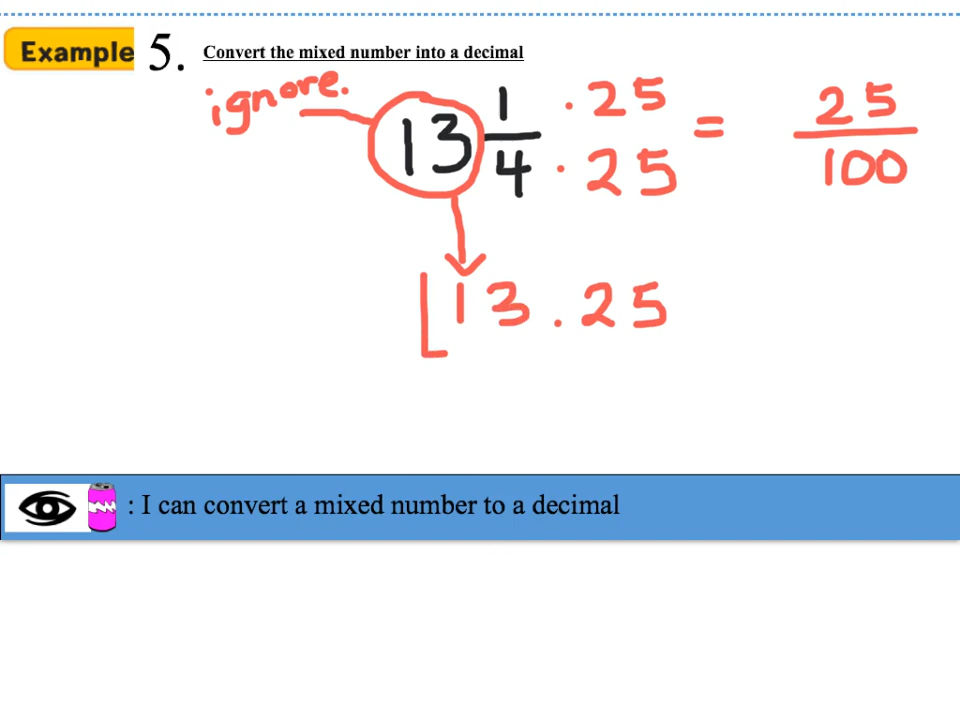 Example 5. Convert the mixed number into a decimal
ignore.
13 1/4 · 25 / · 25 = 25/100
13.25
: I can convert a mixed number to a decimal